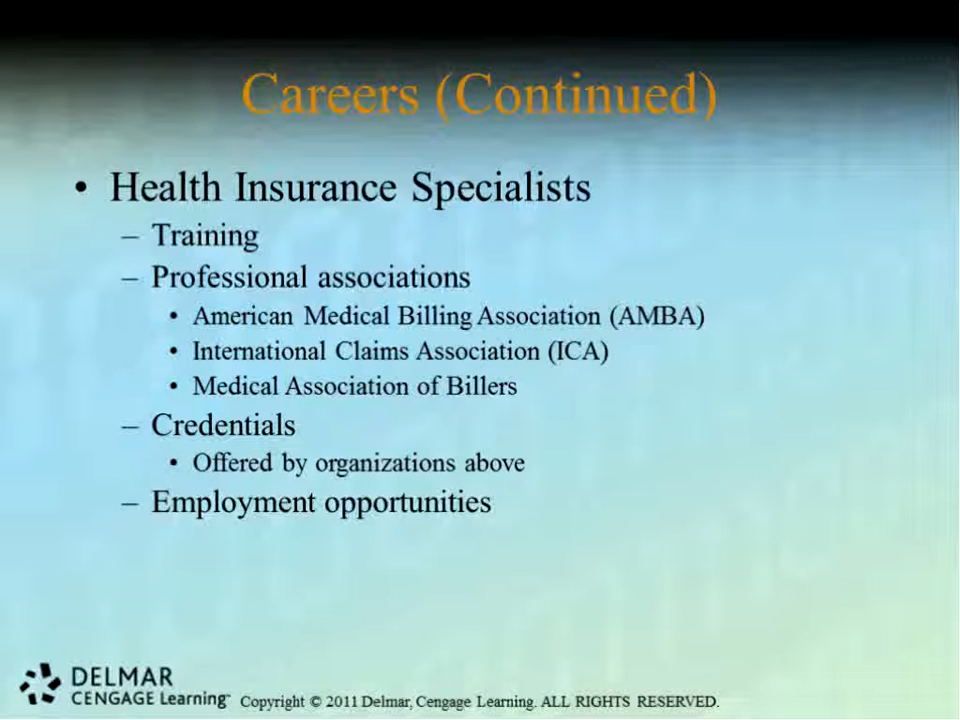 Careers (Continued)
• Health Insurance Specialists
– Training
– Professional associations
• American Medical Billing Association (AMBA)
• International Claims Association (ICA)
• Medical Association of Billers
– Credentials
• Offered by organizations above
– Employment opportunities
DELMAR
CENGAGE Learning™
Copyright © 2011 Delmar, Cengage Learning. ALL RIGHTS RESERVED.